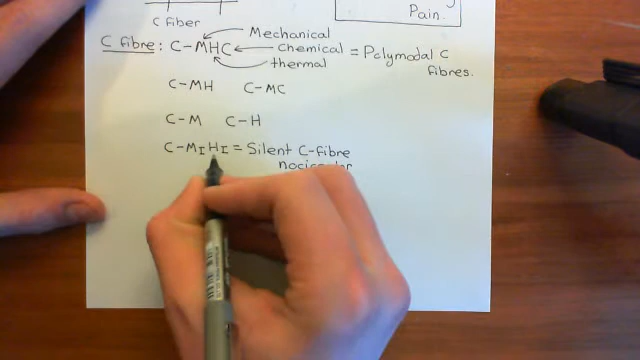 C fiber
Pain.
C fibre : C-MHC
Mechanical
Chemical
thermal
= Polymodal C
fibres.
C-MH C-MC
C-M C-H
C-MIHI = Silent C-fibre